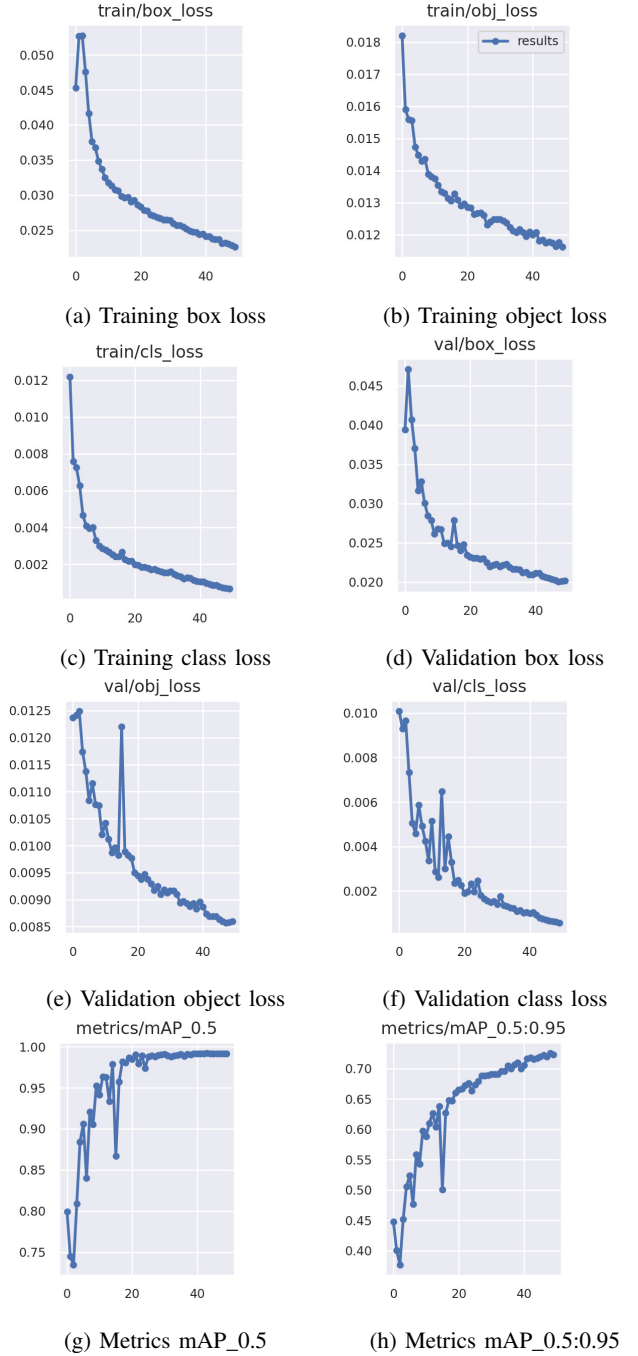 train/box_loss
0.050
0.045
0.040
0.035
0.030
0.025
0 20 40
(a) Training box loss
train/obj_loss
results
0.018
0.017
0.016
0.015
0.014
0.013
0.012
0 20 40
(b) Training object loss
train/cls_loss
0.012
0.010
0.008
0.006
0.004
0.002
0 20 40
(c) Training class loss
val/box_loss
0.045
0.040
0.035
0.030
0.025
0.020
0 20 40
(d) Validation box loss
val/obj_loss
0.0125
0.0120
0.0115
0.0110
0.0105
0.0100
0.0095
0.0090
0.0085
0 20 40
(e) Validation object loss
val/cls_loss
0.010
0.008
0.006
0.004
0.002
0 20 40
(f) Validation class loss
metrics/mAP_0.5
1.00
0.95
0.90
0.85
0.80
0.75
0 20 40
(g) Metrics mAP_0.5
metrics/mAP_0.5:0.95
0.70
0.65
0.60
0.55
0.50
0.45
0.40
0 20 40
(h) Metrics mAP_0.5:0.95